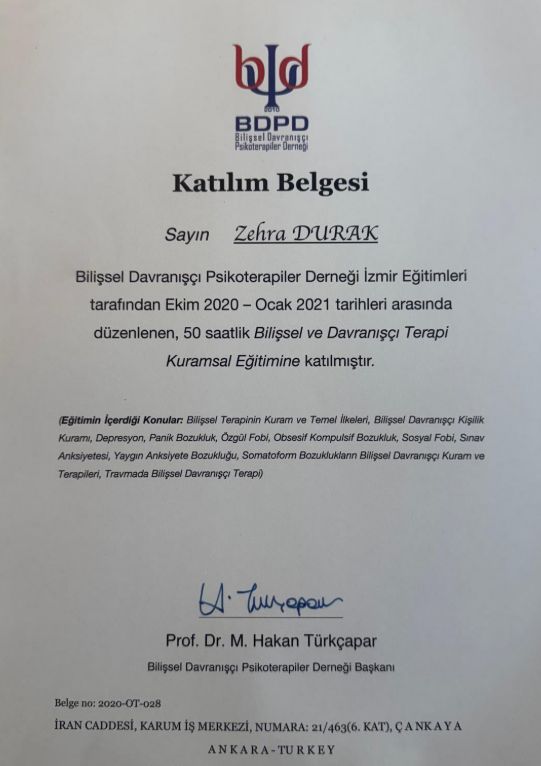 bd
2010
BDPD
Bilişsel Davranışçı
Psikoterapiler Derneği
Katılım Belgesi
Sayın Zehra DURAK
Bilişsel Davranışçı Psikoterapiler Derneği İzmir Eğitimleri
tarafından Ekim 2020 – Ocak 2021 tarihleri arasında
düzenlenen, 50 saatlik Bilişsel ve Davranışçı Terapi
Kuramsal Eğitimine katılmıştır.
(Eğitimin İçerdiği Konular: Bilişsel Terapinin Kuram ve Temel İlkeleri, Bilişsel Davranışçı Kişilik
Kuramı, Depresyon, Panik Bozukluk, Özgül Fobi, Obsesif Kompulsif Bozukluk, Sosyal Fobi, Sınav
Anksiyetesi, Yaygın Anksiyete Bozukluğu, Somatoform Bozuklukların Bilişsel Davranışçı Kuram ve
Terapileri, Travmada Bilişsel Davranışçı Terapi)
H. Türkçapar
Prof. Dr. M. Hakan Türkçapar
Bilişsel Davranışçı Psikoterapiler Derneği Başkanı
Belge no: 2020-OT-028
İRAN CADDESİ, KARUM İŞ MERKEZİ, NUMARA: 21/463(6. KAT), ÇANKAYA
ANKARA-TURKEY